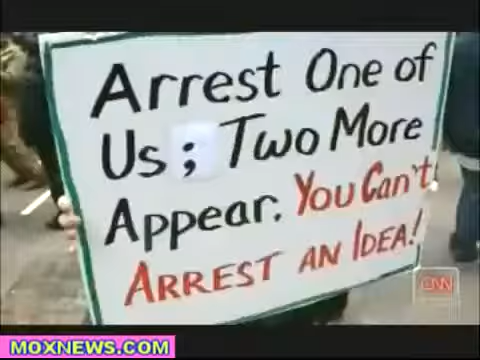 Arrest One of
Us; Two More
Appear. You Can't
Arrest an Idea!
CNN
MOXNEWS.COM